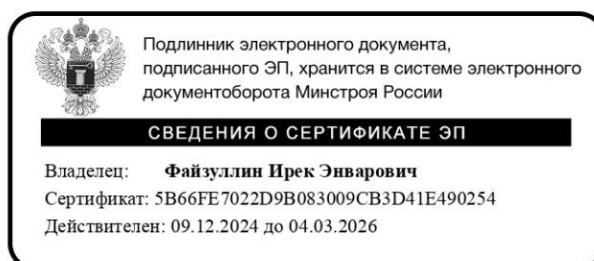 Подлинник электронного документа,
подписанного ЭП, хранится в системе электронного
документоборота Минстроя России
СВЕДЕНИЯ О СЕРТИФИКАТЕ ЭП
Владелец: Файзуллин Ирек Энварович
Сертификат: 5B66FE7022D9B083009CB3D41E490254
Действителен: 09.12.2024 до 04.03.2026